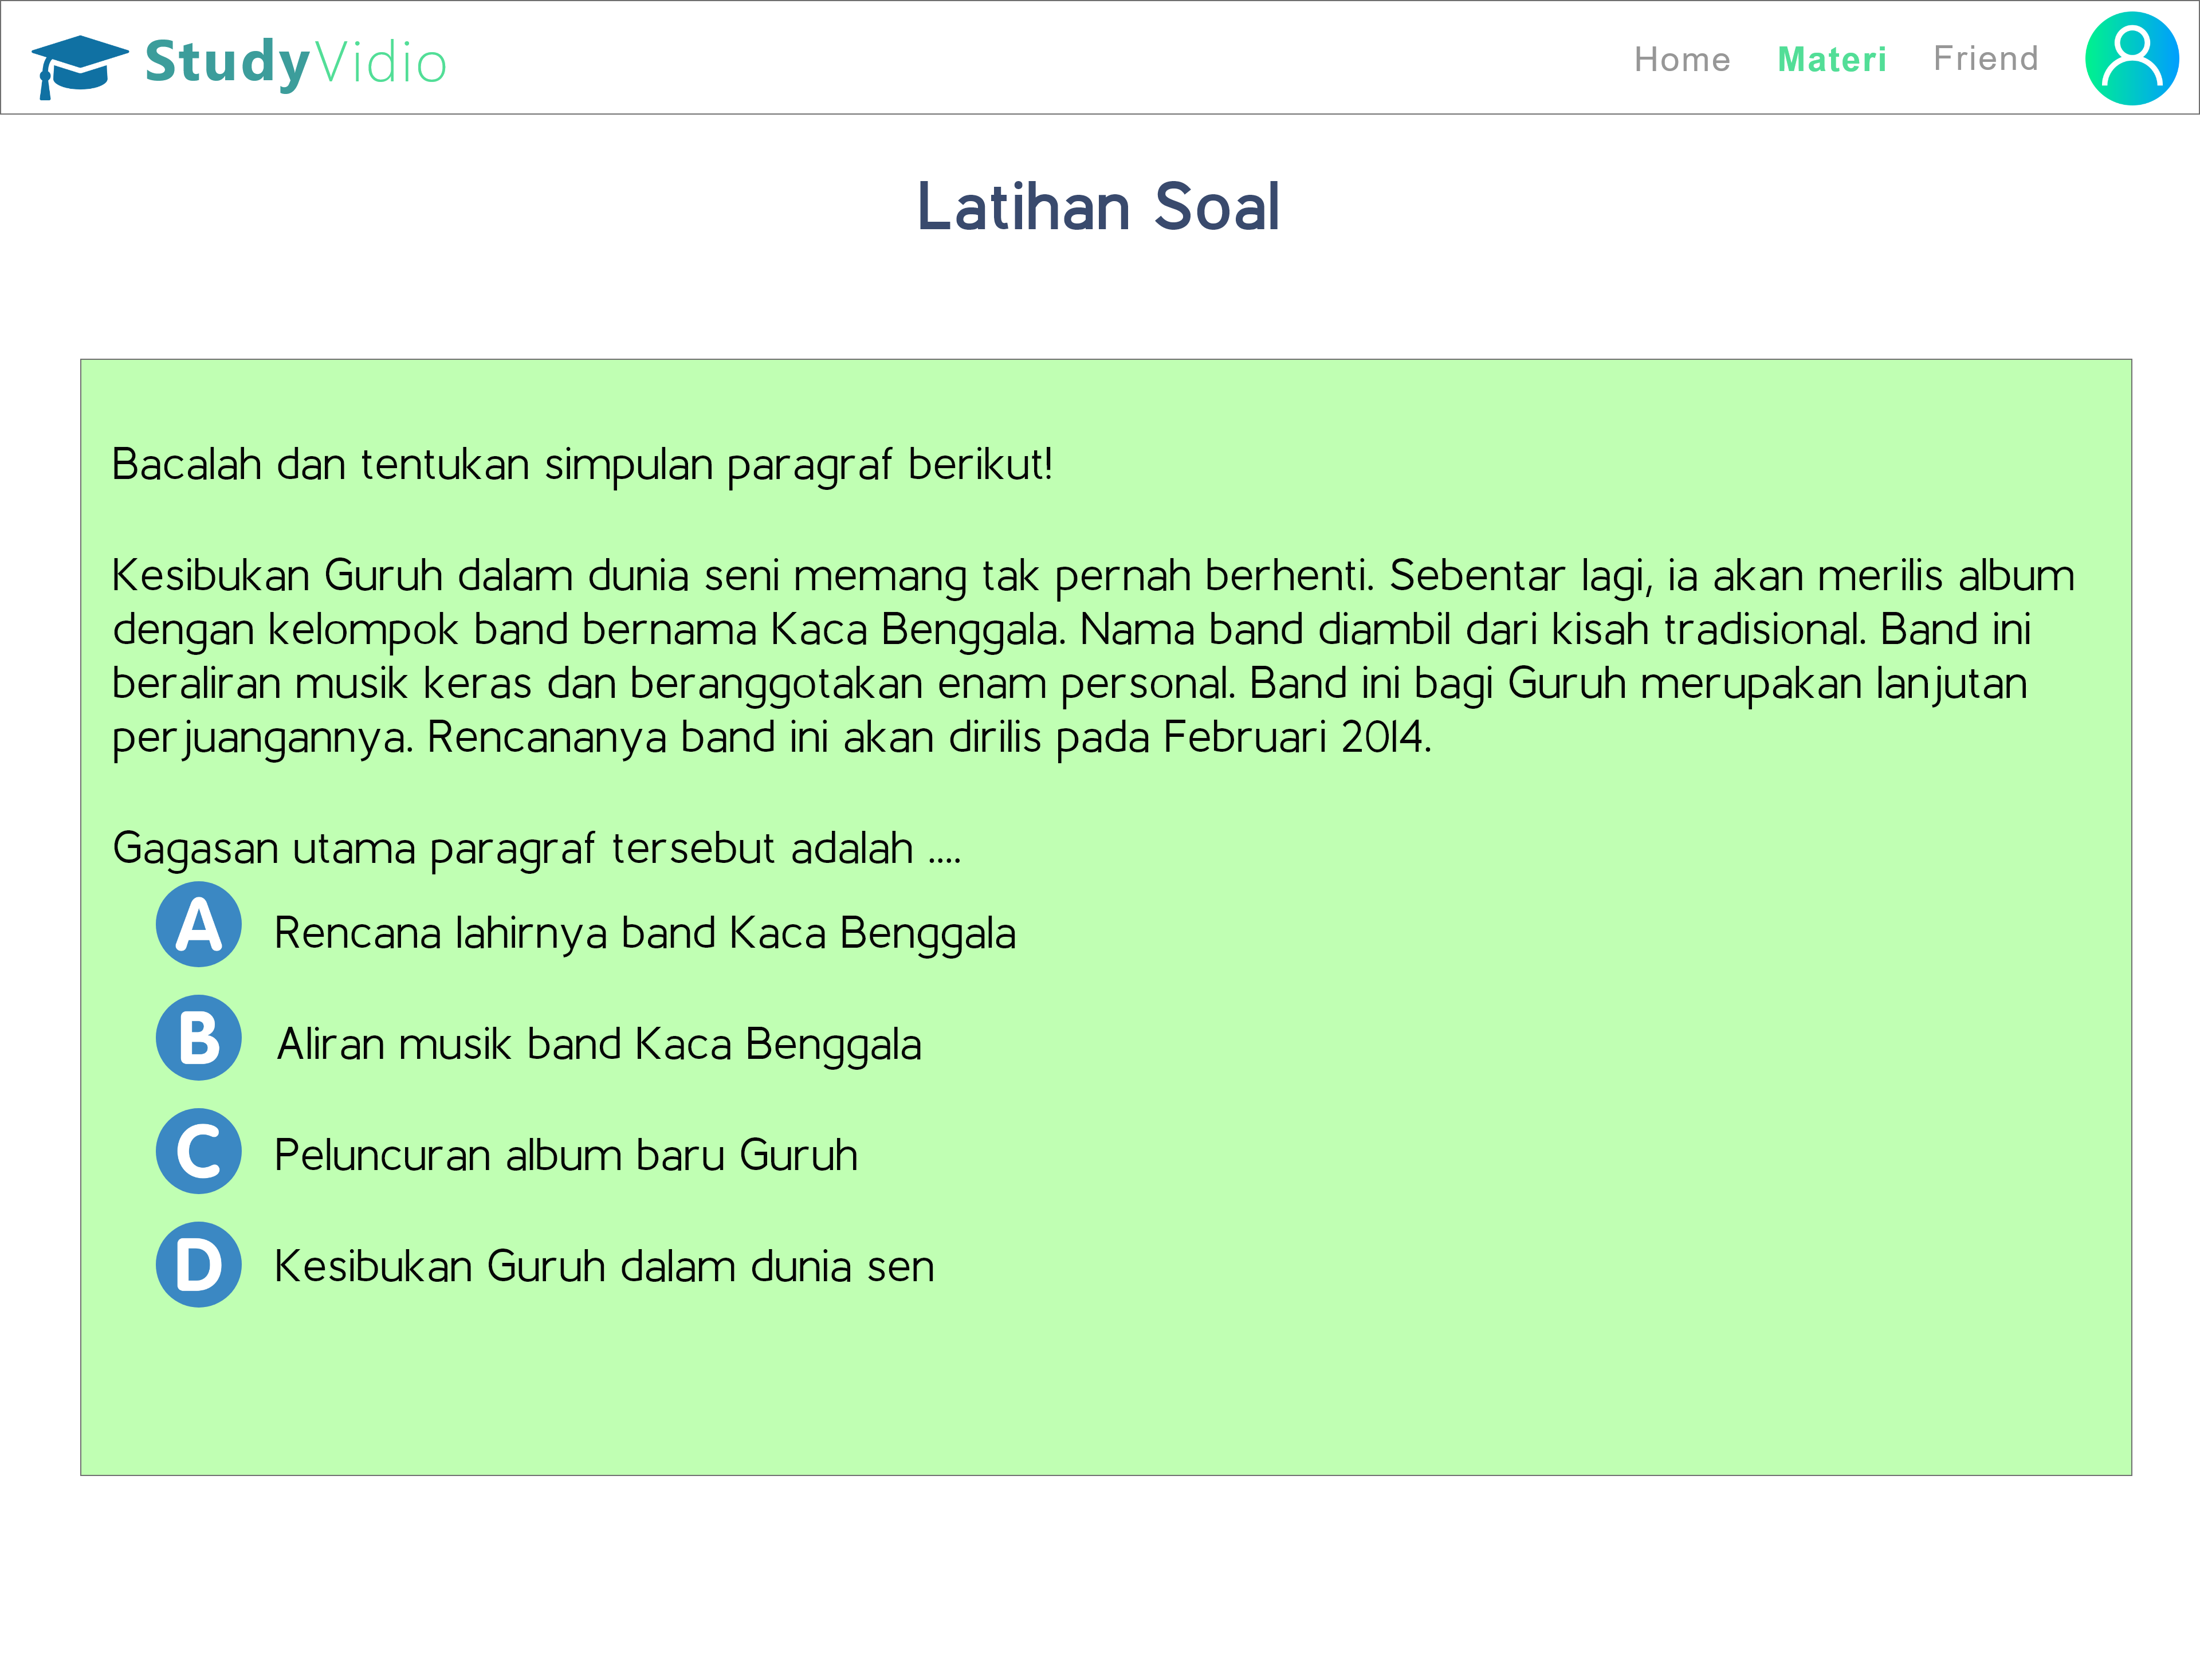 StudyVidio
Home Materi Friend
Latihan Soal
Bacalah dan tentukan simpulan paragraf berikut!
Kesibukan Guruh dalam dunia seni memang tak pernah berhenti. Sebentar lagi, ia akan merilis album
dengan kelompok band bernama Kaca Benggala. Nama band diambil dari kisah tradisional. Band ini
beraliran musik keras dan beranggotakan enam personal. Band ini bagi Guruh merupakan lanjutan
perjuangannya. Rencananya band ini akan dirilis pada Februari 2014.
Gagasan utama paragraf tersebut adalah ....
A Rencana lahirnya band Kaca Benggala
B Aliran musik band Kaca Benggala
C Peluncuran album baru Guruh
D Kesibukan Guruh dalam dunia sen